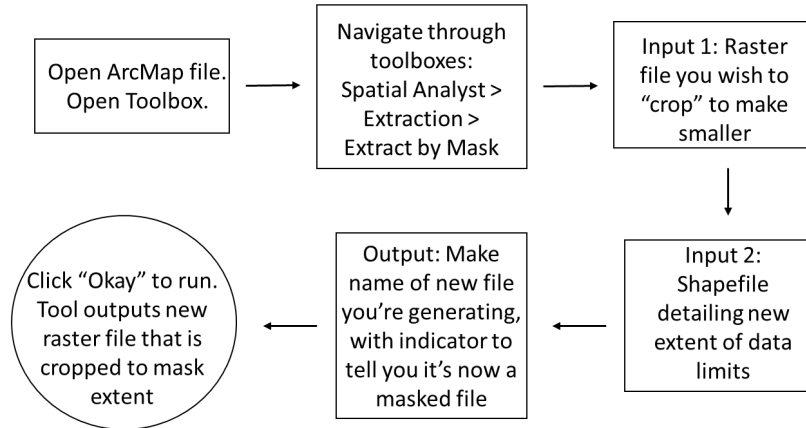 Open ArcMap file.
Open Toolbox.
Navigate through
toolboxes:
Spatial Analyst >
Extraction >
Extract by Mask
Input 1: Raster
file you wish to
“crop” to make
smaller
Input 2:
Shapefile
detailing new
extent of data
limits
Output: Make
name of new file
you’re generating,
with indicator to
tell you it’s now a
masked file
Click “Okay” to run.
Tool outputs new
raster file that is
cropped to mask
extent